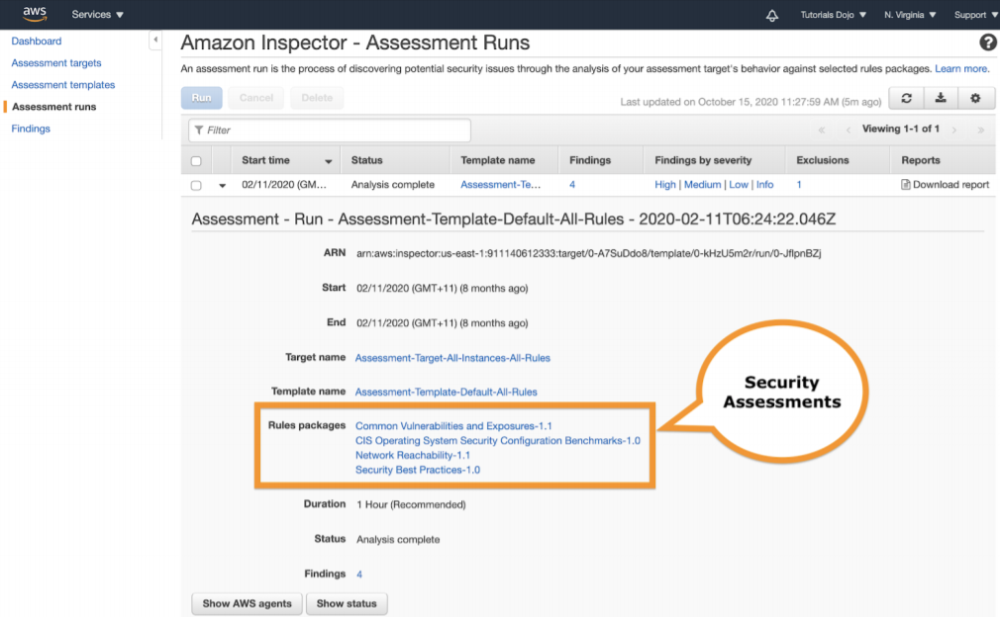 aws Services ▼ Tutorials Dojo ▼ N. Virginia ▼ Support ▼
Dashboard
Assessment targets
Assessment templates
Assessment runs
Findings
Amazon Inspector - Assessment Runs
An assessment run is the process of discovering potential security issues through the analysis of your assessment target's behavior against selected rules packages. Learn more.
Run Cancel Delete
Last updated on October 15, 2020 11:27:59 AM (5m ago)
Filter
Viewing 1-1 of 1
Start time Status Template name Findings Findings by severity Exclusions Reports
02/11/2020 (GM... Analysis complete Assessment-Te... 4 High | Medium | Low | Info 1 Download report
Assessment - Run - Assessment-Template-Default-All-Rules - 2020-02-11T06:24:22.046Z
ARN arn:aws:inspector:us-east-1:911140612333:target/0-A7SuDdo8/template/0-kHzU5m2r/run/0-JflpnBZj
Start 02/11/2020 (GMT+11) (8 months ago)
End 02/11/2020 (GMT+11) (8 months ago)
Target name Assessment-Target-All-Instances-All-Rules
Template name Assessment-Template-Default-All-Rules
Rules packages Common Vulnerabilities and Exposures-1.1
CIS Operating System Security Configuration Benchmarks-1.0
Network Reachability-1.1
Security Best Practices-1.0
Security
Assessments
Duration 1 Hour (Recommended)
Status Analysis complete
Findings 4
Show AWS agents Show status